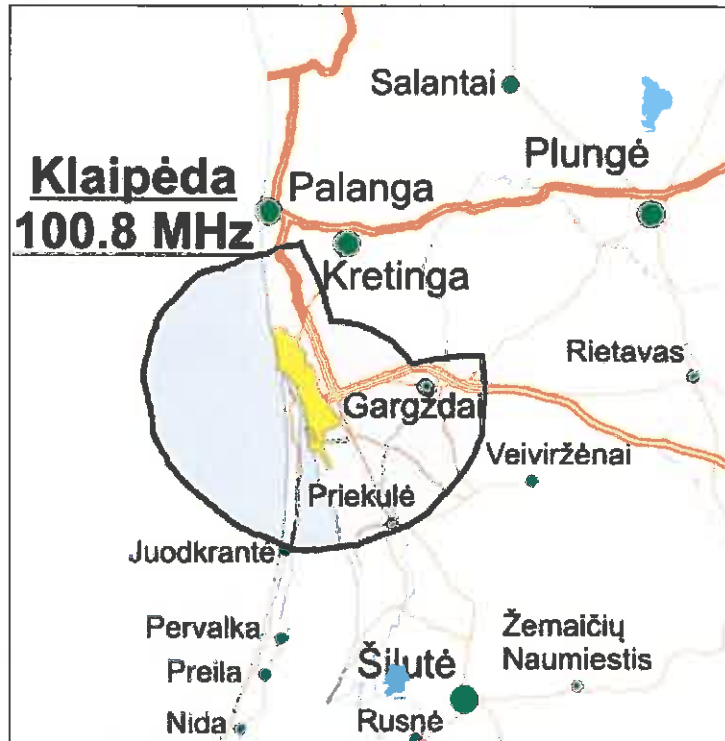 Salantai
Plungė
Klaipėda
100.8 MHz
Palanga
Kretinga
Rietavas
Gargždai
Veiviržėnai
Priekulė
Juodkrantė
Pervalka
Žemaičių
Naumiestis
Preila
Šilutė
Nida
Rusnė